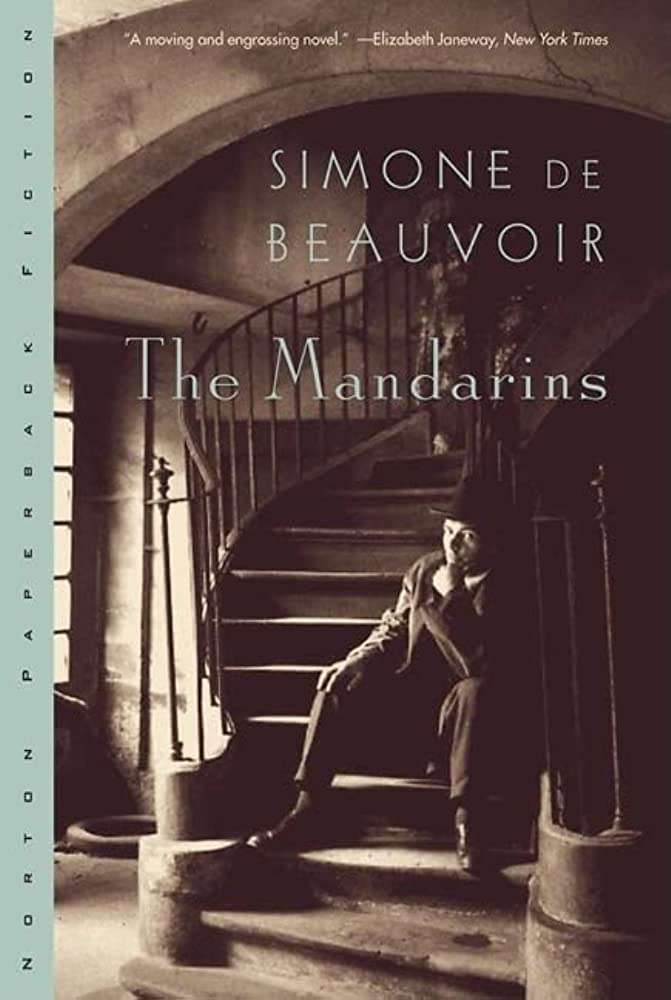 "A moving and engrossing novel." —Elizabeth Janeway, New York Times
SIMONE DE
BEAUVOIR
The Mandarins
NORTON PAPERBACK FICTION